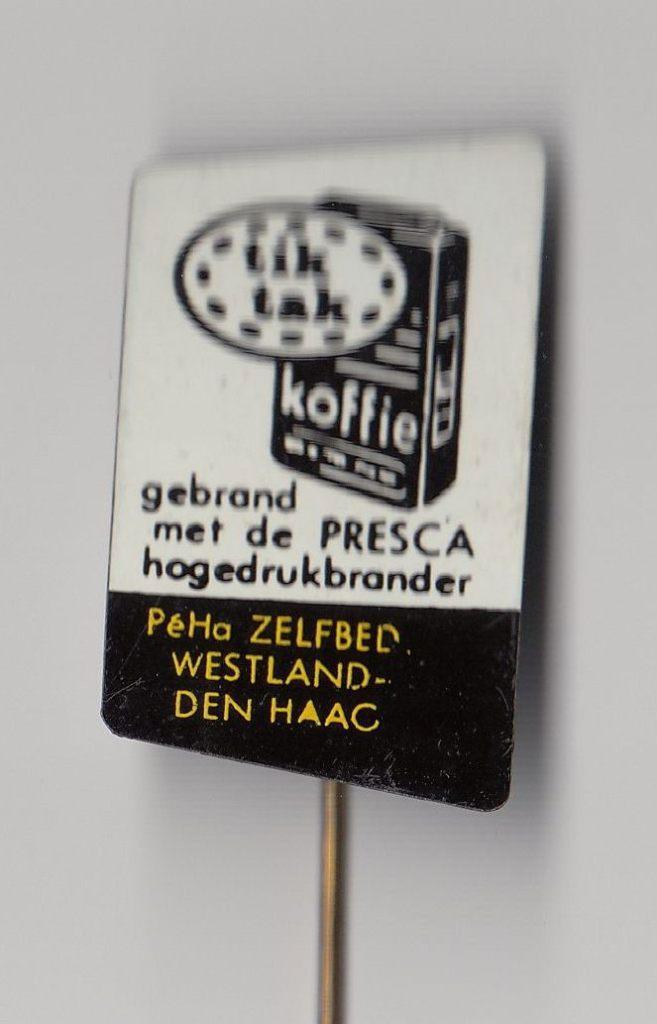 tik
tak
koffie
gebrand
met de PRESCA
hogedrukbrander
PéHa ZELFBED.
WESTLAND-
DEN HAAG